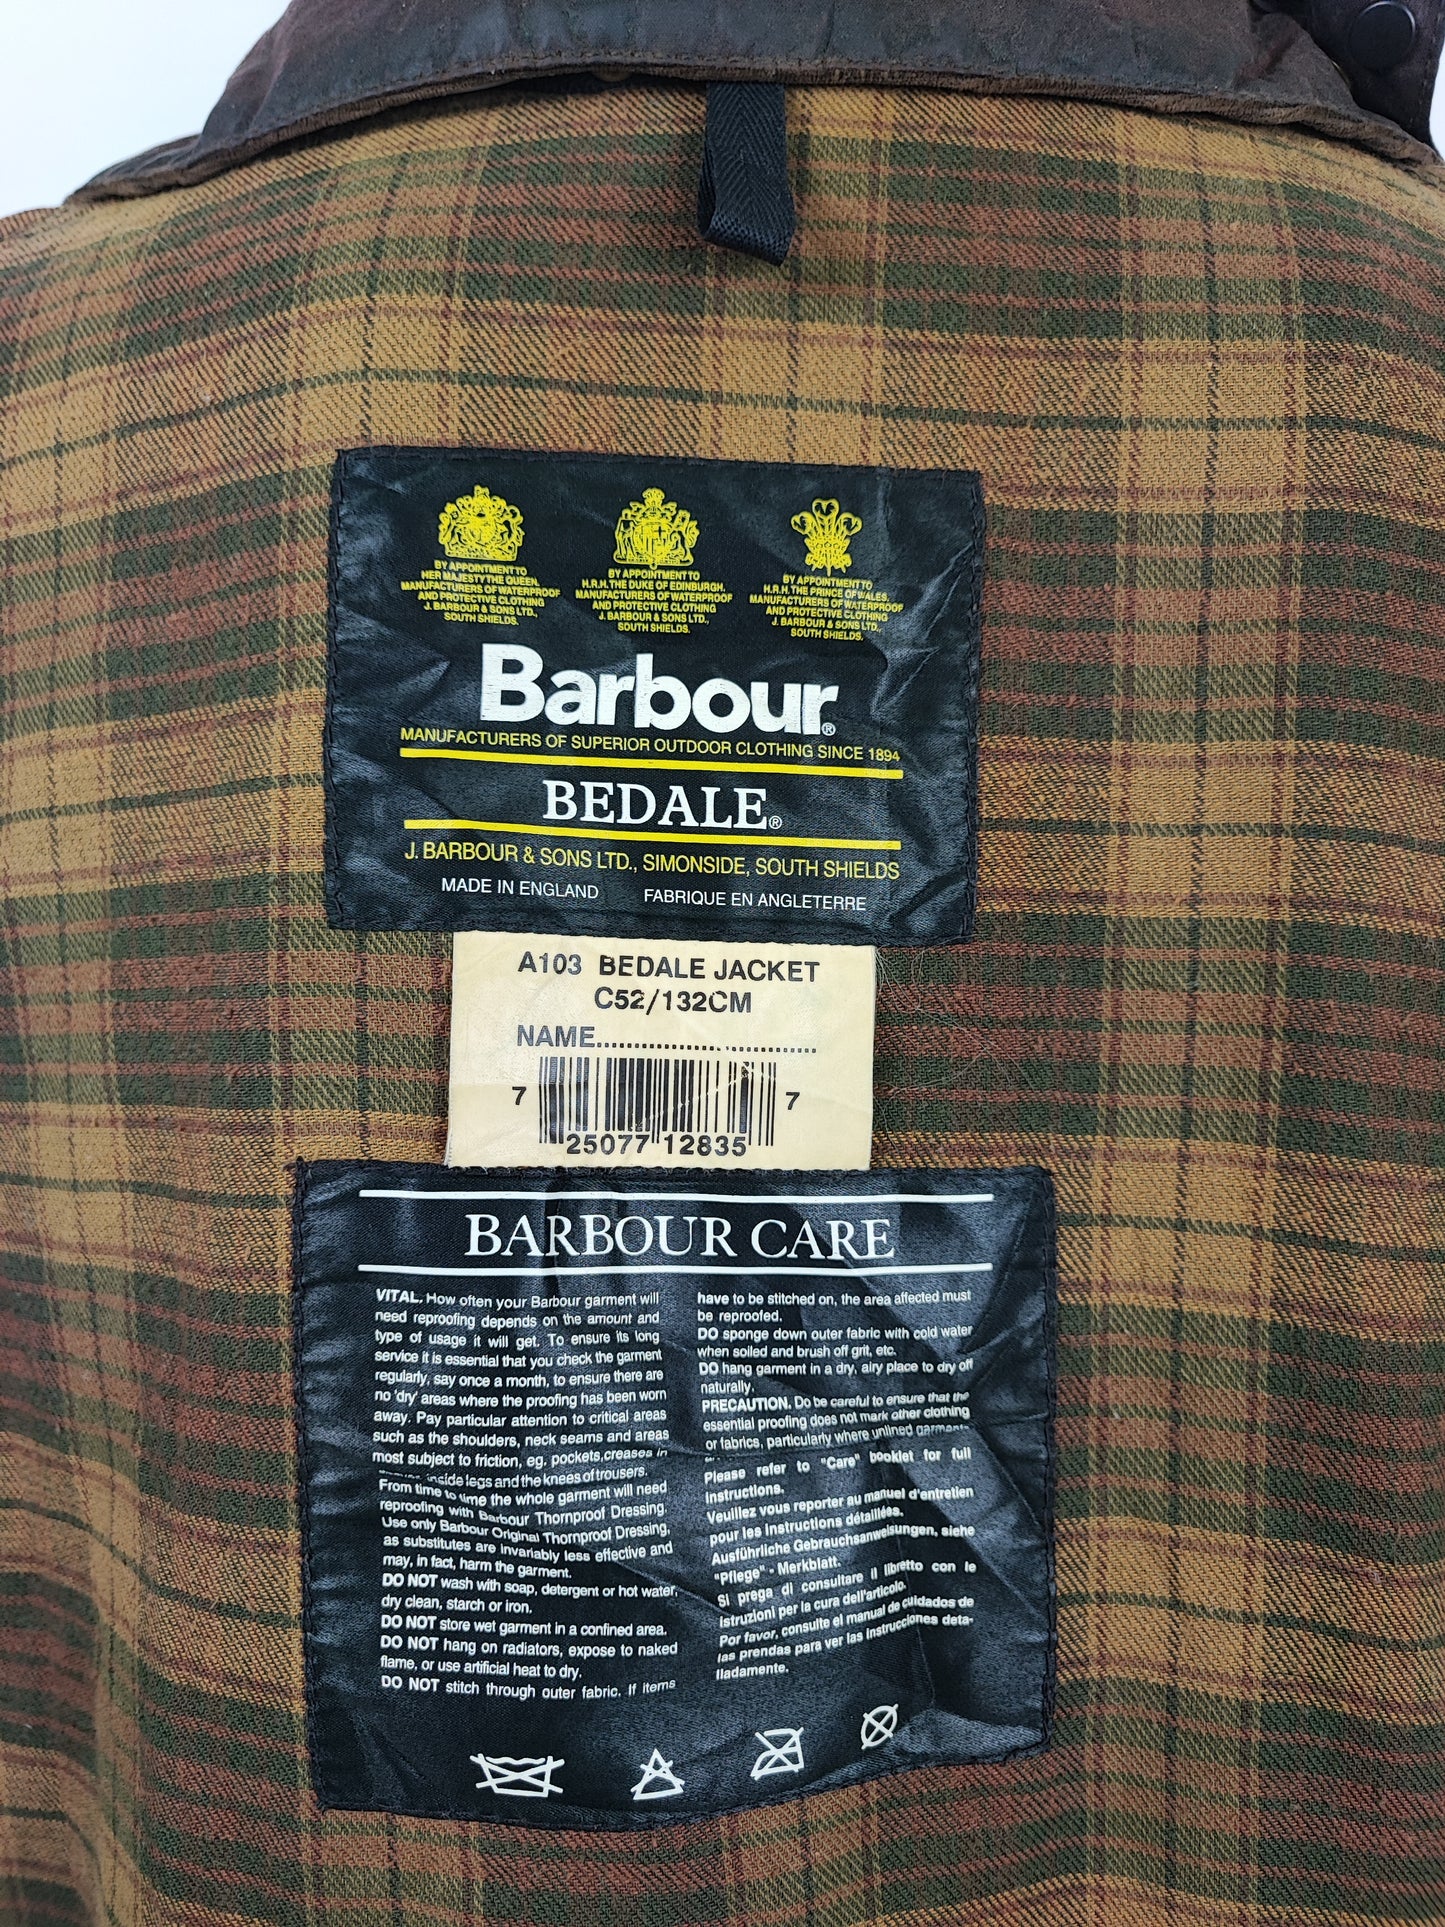 BY APPOINTMENT TO
HER MAJESTY THE QUEEN.
MANUFACTURERS OF WATERPROOF
AND PROTECTIVE CLOTHING
J. BARBOUR & SONS LTD.,
SOUTH SHIELDS.
BY APPOINTMENT TO
H.R.H. THE DUKE OF EDINBURGH.
MANUFACTURERS OF WATERPROOF
AND PROTECTIVE CLOTHING
J. BARBOUR & SONS LTD.,
SOUTH SHIELDS.
BY APPOINTMENT TO
H.R.H. THE PRINCE OF WALES.
MANUFACTURERS OF WATERPROOF
AND PROTECTIVE CLOTHING
J. BARBOUR & SONS LTD.,
SOUTH SHIELDS.
Barbour®
MANUFACTURERS OF SUPERIOR OUTDOOR CLOTHING SINCE 1894
BEDALE®
J. BARBOUR & SONS LTD., SIMONSIDE, SOUTH SHIELDS
MADE IN ENGLAND FABRIQUE EN ANGLETERRE
A103 BEDALE JACKET
C52/132CM
NAME..............................
7 25077 12835 7
BARBOUR CARE
VITAL. How often your Barbour garment will
need reproofing depends on the amount and
type of usage it will get. To ensure its long
service it is essential that you check the garment
regularly, say once a month, to ensure there are
no 'dry' areas where the proofing has been worn
away. Pay particular attention to critical areas
such as the shoulders, neck seams and areas
most subject to friction, eg. pockets, creases in
inside legs and the knees of trousers.
From time to time the whole garment will need
reproofing with Barbour Thornproof Dressing.
Use only Barbour Original Thornproof Dressing,
as substitutes are invariably less effective and
may, in fact, harm the garment.
DO NOT wash with soap, detergent or hot water,
dry clean, starch or iron.
DO NOT store wet garment in a confined area.
DO NOT hang on radiators, expose to naked
flame, or use artificial heat to dry.
DO NOT stitch through outer fabric. If items
have to be stitched on, the area affected must
be reproofed.
DO sponge down outer fabric with cold water
when soiled and brush off grit, etc.
DO hang garment in a dry, airy place to dry off
naturally.
PRECAUTION. Do be careful to ensure that the
essential proofing does not mark other clothing
or fabrics, particularly where unlined garments
Please refer to "Care" booklet for full
instructions.
Veuillez vous reporter au manuel d'entretien
pour les instructions détaillées.
Ausführliche Gebrauchsanweisungen, siehe
"Pflege" - Merkblatt.
Si prega di consultare il libretto con le
istruzioni per la cura dell'articolo.
Por favor, consulte el manual de cuidados de
las prendas para ver las instrucciones deta-
lladamente.